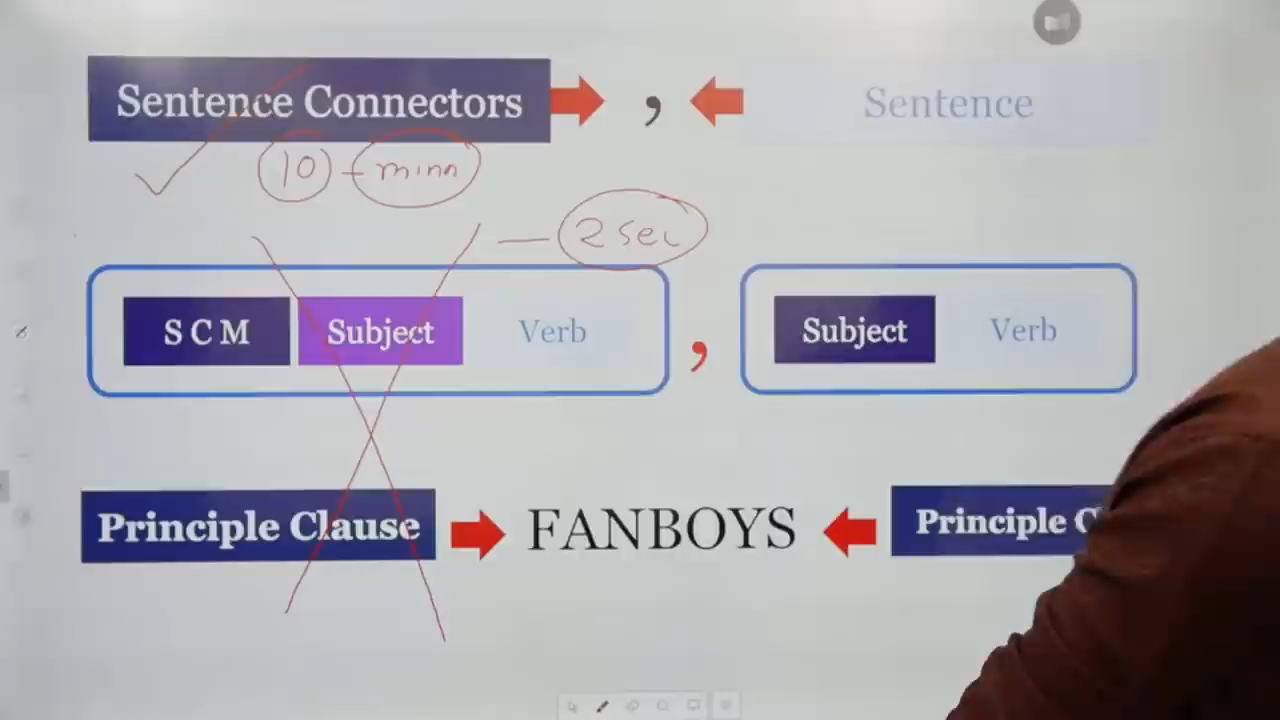 Sentence Connectors , Sentence
10 - minn
2 sec
S C M Subject Verb , Subject Verb
Principle Clause FANBOYS Principle C